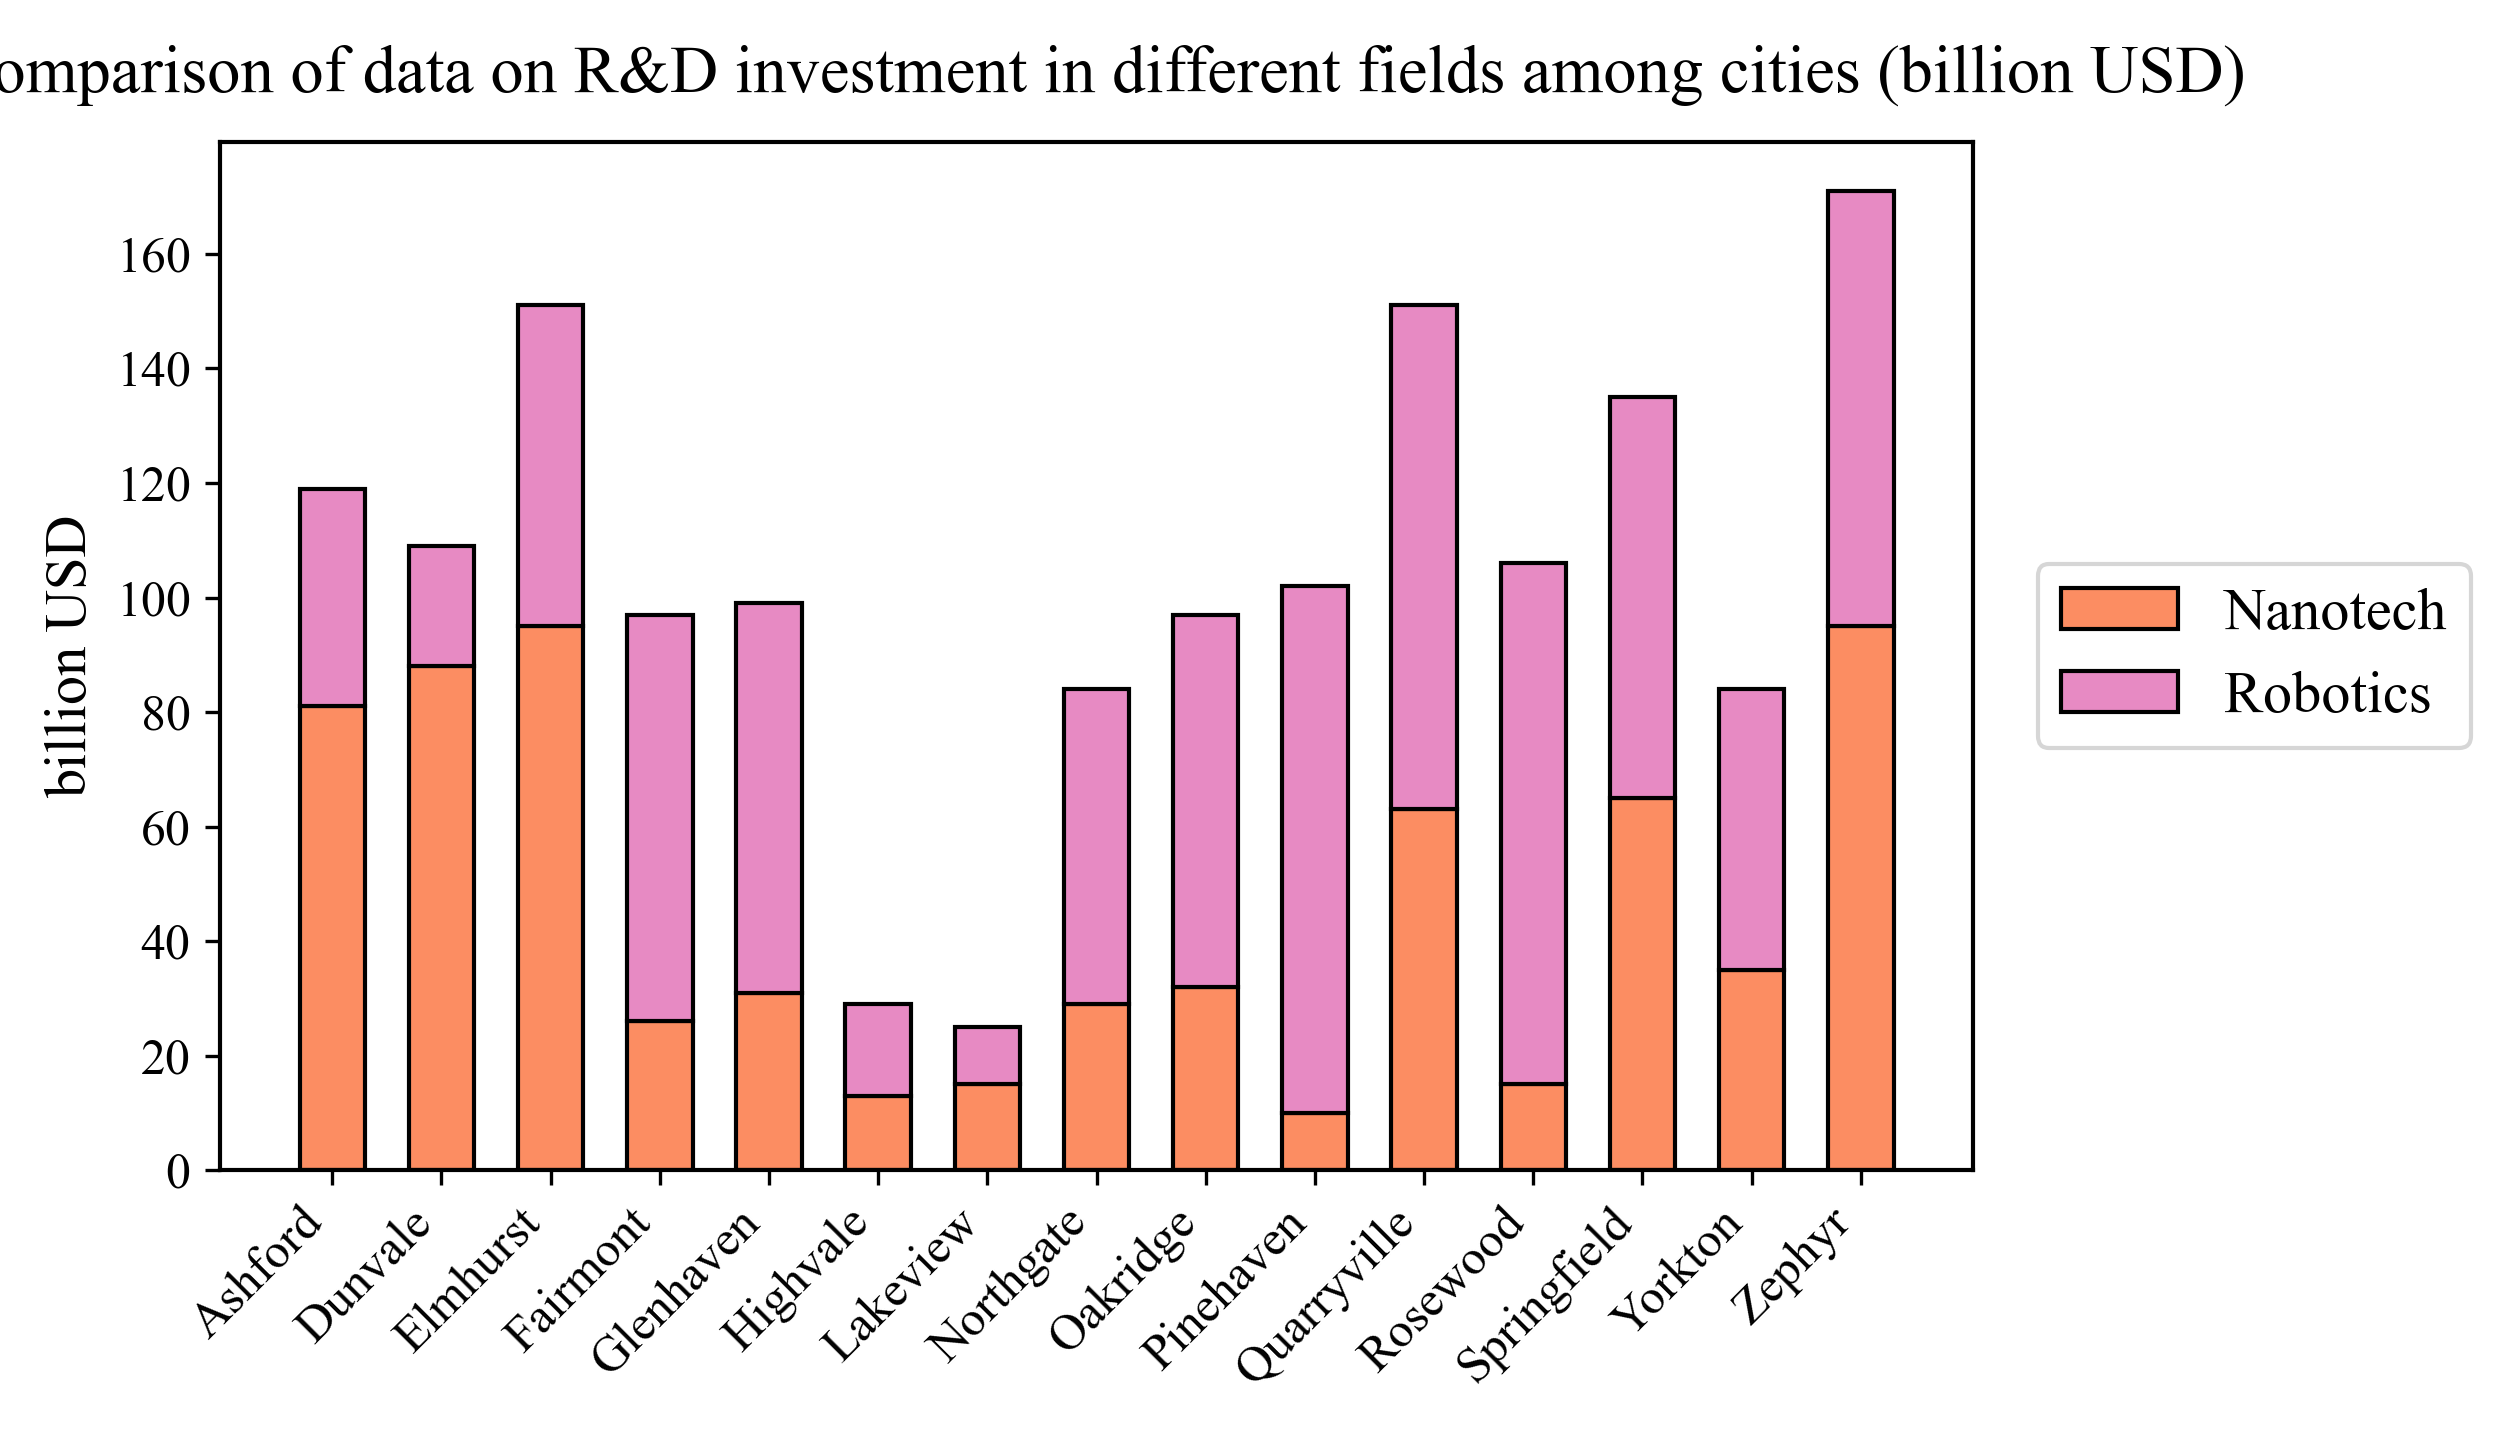 omparison of data on R&D investment in different fields among cities (billion USD)
billion USD
160
140
120
100
80
60
40
20
0
Ashford
Dunvale
Elmhurst
Fairmont
Glenhaven
Highvale
Lakeview
Northgate
Oakridge
Pinehaven
Quarryville
Rosewood
Springfield
Yorkton
Zephyr
Nanotech
Robotics